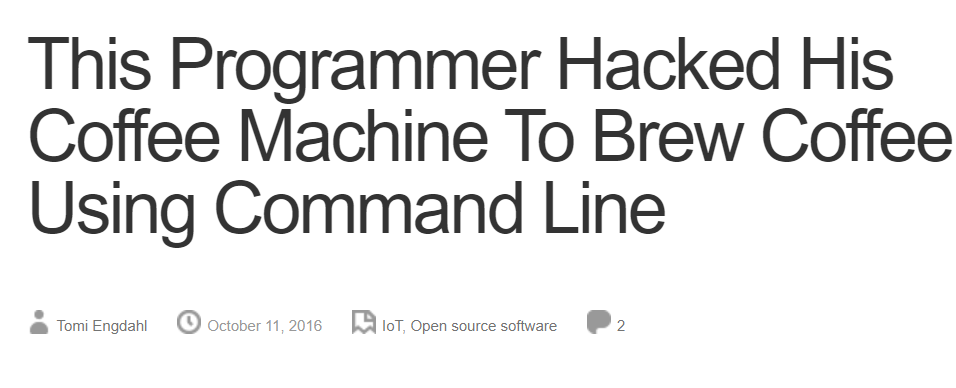 This Programmer Hacked His
Coffee Machine To Brew Coffee
Using Command Line
Tomi Engdahl October 11, 2016 IoT, Open source software 2